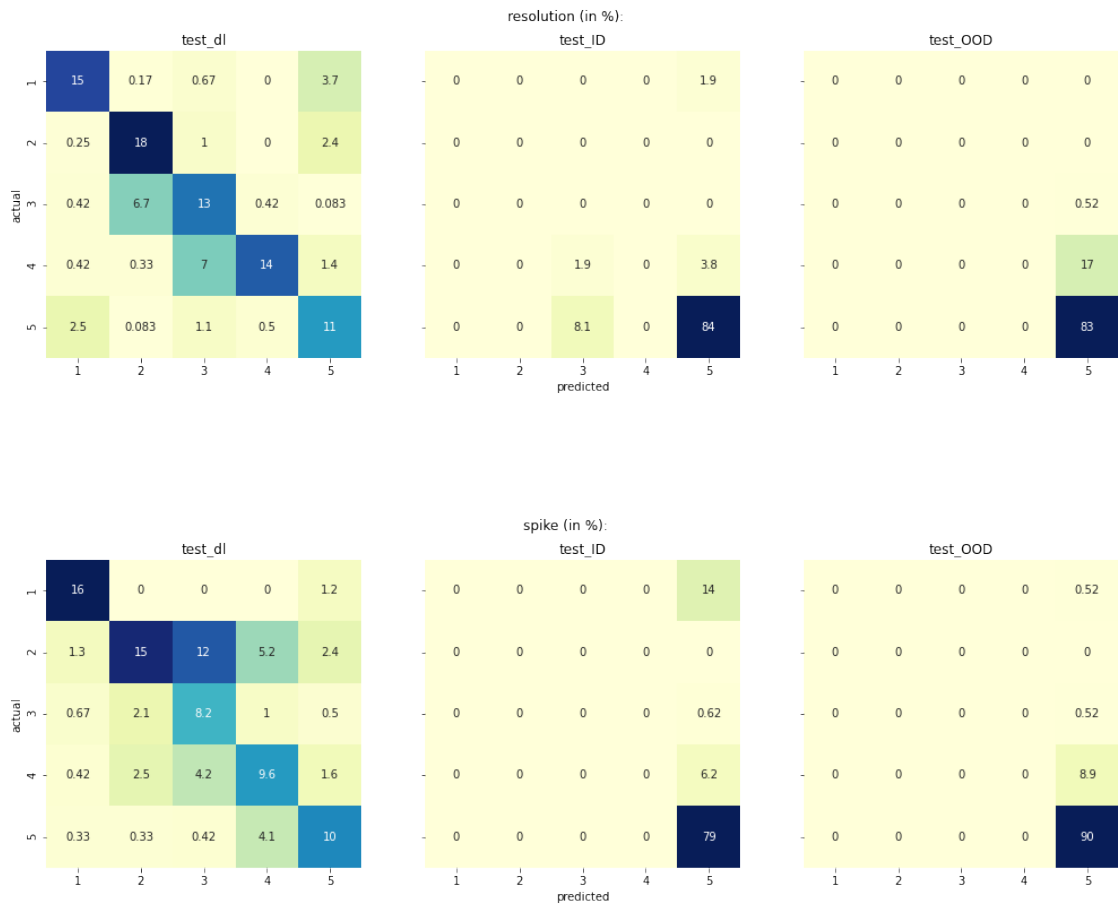 resolution (in %):
test_dl test_ID test_OOD
1 15 0.17 0.67 0 3.7 0 0 0 0 1.9 0 0 0 0 0
2 0.25 18 1 0 2.4 0 0 0 0 0 0 0 0 0 0
actual
3 0.42 6.7 13 0.42 0.083 0 0 0 0 0 0 0 0 0 0.52
4 0.42 0.33 7 14 1.4 0 0 1.9 0 3.8 0 0 0 0 17
5 2.5 0.083 1.1 0.5 11 0 0 8.1 0 84 0 0 0 0 83
1 2 3 4 5 1 2 3 4 5 1 2 3 4 5
predicted
spike (in %):
test_dl test_ID test_OOD
1 16 0 0 0 1.2 0 0 0 0 14 0 0 0 0 0.52
2 1.3 15 12 5.2 2.4 0 0 0 0 0 0 0 0 0 0
actual
3 0.67 2.1 8.2 1 0.5 0 0 0 0 0.62 0 0 0 0 0.52
4 0.42 2.5 4.2 9.6 1.6 0 0 0 0 6.2 0 0 0 0 8.9
5 0.33 0.33 0.42 4.1 10 0 0 0 0 79 0 0 0 0 90
1 2 3 4 5 1 2 3 4 5 1 2 3 4 5
predicted